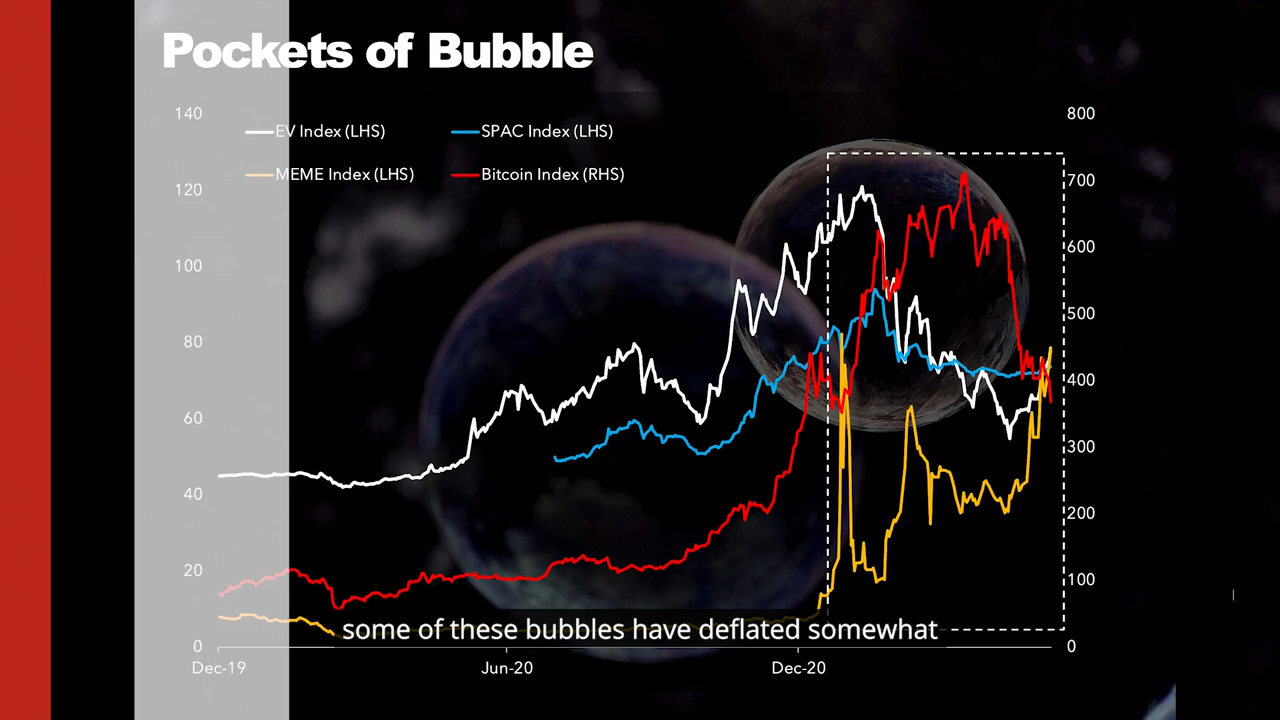 Pockets of Bubble
140
800
EV Index (LHS)
SPAC Index (LHS)
MEME Index (LHS)
Bitcoin Index (RHS)
120
700
100
600
80
500
60
400
40
300
20
200
0
100
0
some of these bubbles have deflated somewhat
Dec-19
Jun-20
Dec-20